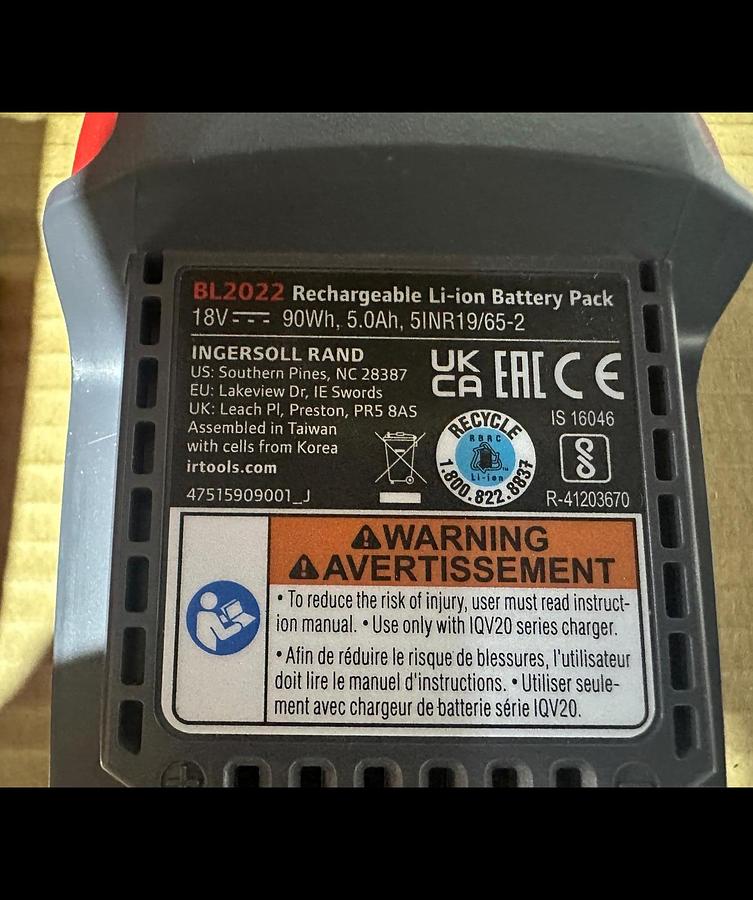 BL2022 Rechargeable Li-ion Battery Pack
18V⎓ 90Wh, 5.0Ah, 5INR19/65-2
INGERSOLL RAND
US: Southern Pines, NC 28387
EU: Lakeview Dr, IE Swords
UK: Leach Pl, Preston, PR5 8AS
Assembled in Taiwan
with cells from Korea
irtools.com
47515909001_J
UK
CA
EAC CE
RECYCLE
RBRC
Li-ion
1.800.822.8837
IS 16046
R-41203670
WARNING
AVERTISSEMENT
• To reduce the risk of injury, user must read instruct-
ion manual. • Use only with IQV20 series charger.
• Afin de réduire le risque de blessures, l'utilisateur
doit lire le manuel d'instructions. • Utiliser seule-
ment avec chargeur de batterie série IQV20.